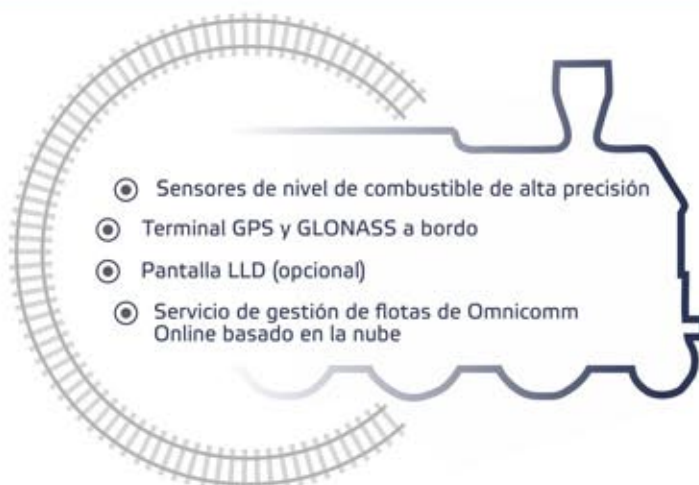 Sensores de nivel de combustible de alta precisión
Terminal GPS y GLONASS a bordo
Pantalla LLD (opcional)
Servicio de gestión de flotas de Omnicomm
Online basado en la nube